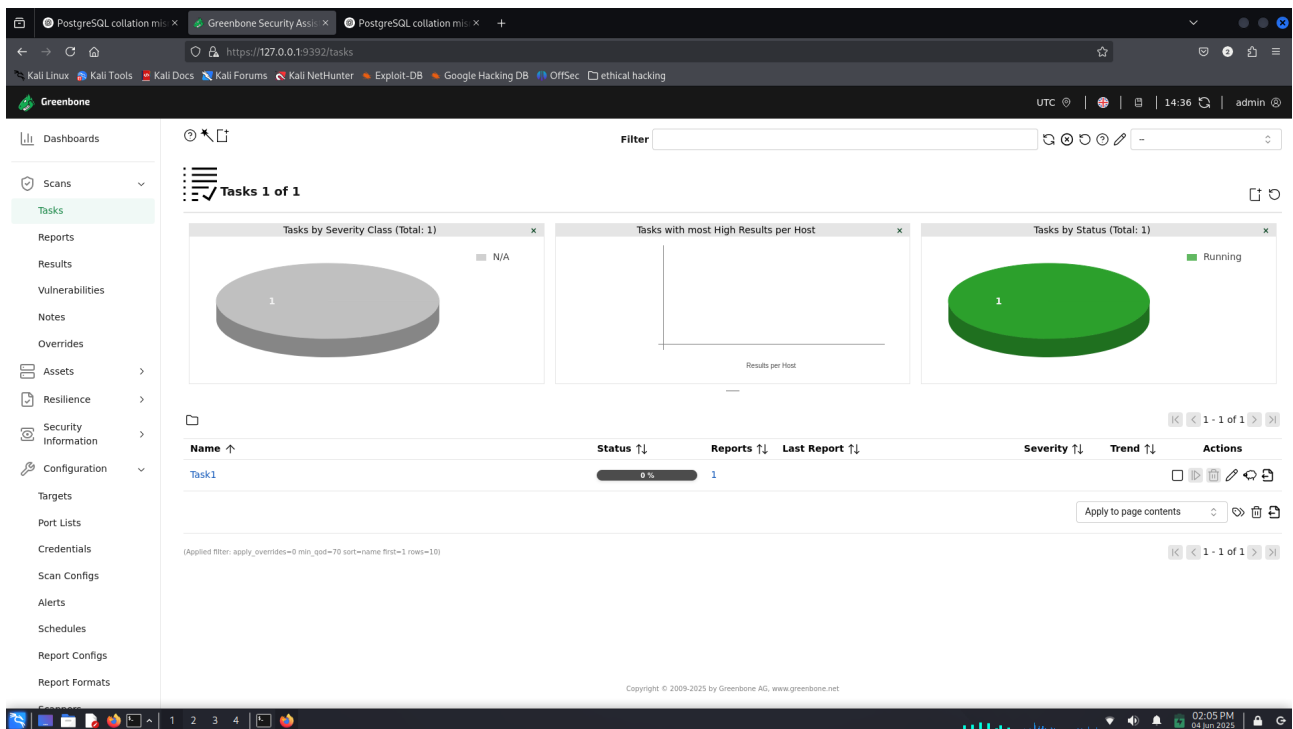 PostgreSQL collation mis
Greenbone Security Assis
PostgreSQL collation mis
https://127.0.0.1:9392/tasks
2
Kali Linux Kali Tools Kali Docs Kali Forums Kali NetHunter Exploit-DB Google Hacking DB OffSec ethical hacking
Greenbone
UTC 14:36 admin
Dashboards
Scans
Tasks
Reports
Results
Vulnerabilities
Notes
Overrides
Assets
Resilience
Security
Information
Configuration
Targets
Port Lists
Credentials
Scan Configs
Alerts
Schedules
Report Configs
Report Formats
Scanners
Filter
--
Tasks 1 of 1
Tasks by Severity Class (Total: 1)
N/A
1
Tasks with most High Results per Host
Results per Host
Tasks by Status (Total: 1)
Running
1
1 - 1 of 1
Name Status Reports Last Report Severity Trend Actions
Task1 0 % 1
Apply to page contents
(Applied filter: apply_overrides=0 min_qod=70 sort=name first=1 rows=10)
1 - 1 of 1
Copyright © 2009-2025 by Greenbone AG, www.greenbone.net
1 2 3 4
02:05 PM
04 Jun 2025